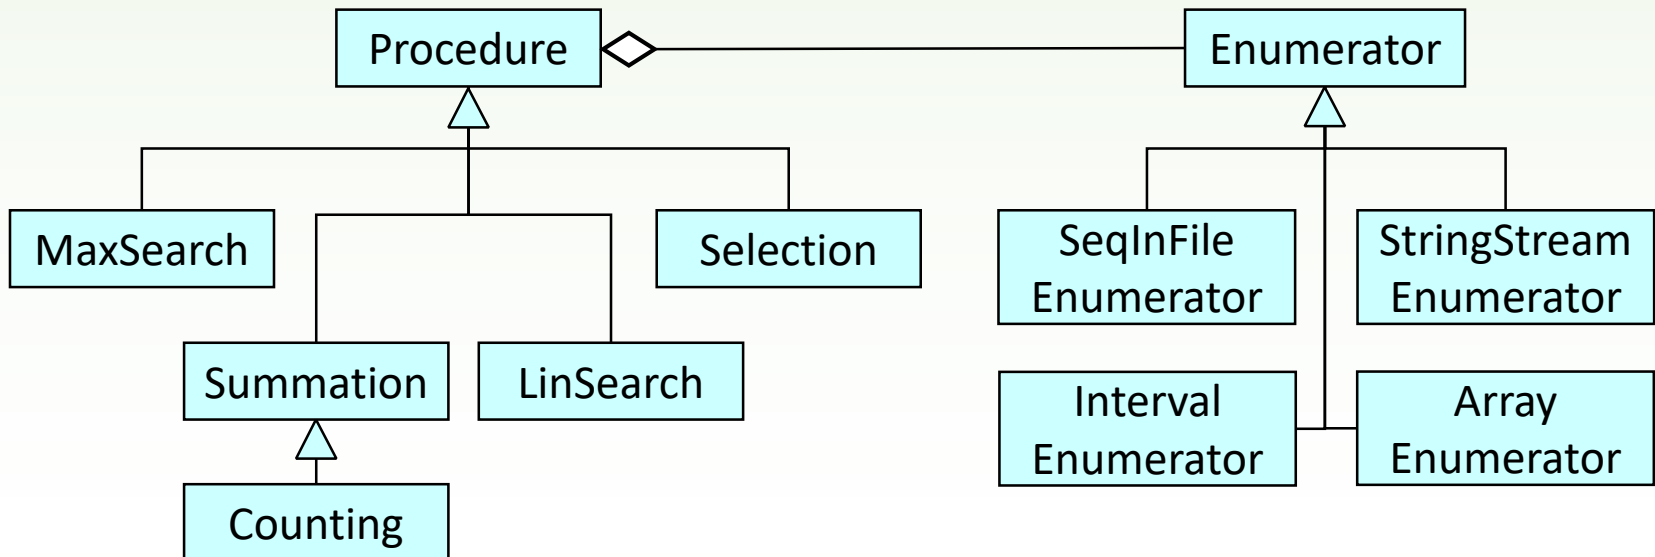 Procedure
Enumerator
MaxSearch
Selection
SeqInFile
Enumerator
StringStream
Enumerator
Summation
LinSearch
Interval
Enumerator
Array
Enumerator
Counting